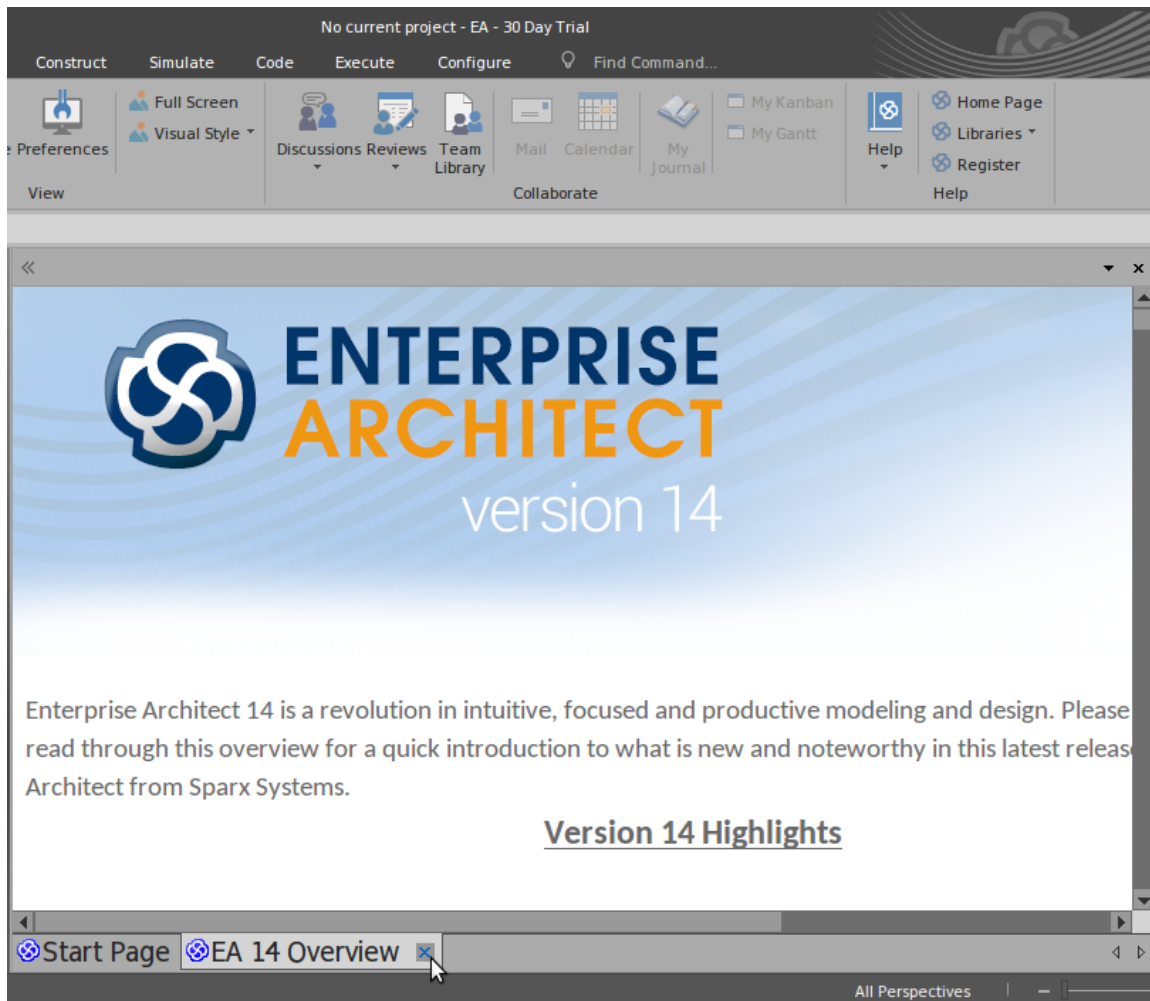 No current project - EA - 30 Day Trial
Construct Simulate Code Execute Configure Find Command...
Full Screen
Visual Style
Preferences
View
Discussions Reviews Team Library Mail Calendar My Journal
My Kanban
My Gantt
Collaborate
Help
Home Page
Libraries
Register
Help
ENTERPRISE
ARCHITECT
version 14
Enterprise Architect 14 is a revolution in intuitive, focused and productive modeling and design. Please
read through this overview for a quick introduction to what is new and noteworthy in this latest
Architect from Sparx Systems.
Version 14 Highlights
Start Page EA 14 Overview
All Perspectives